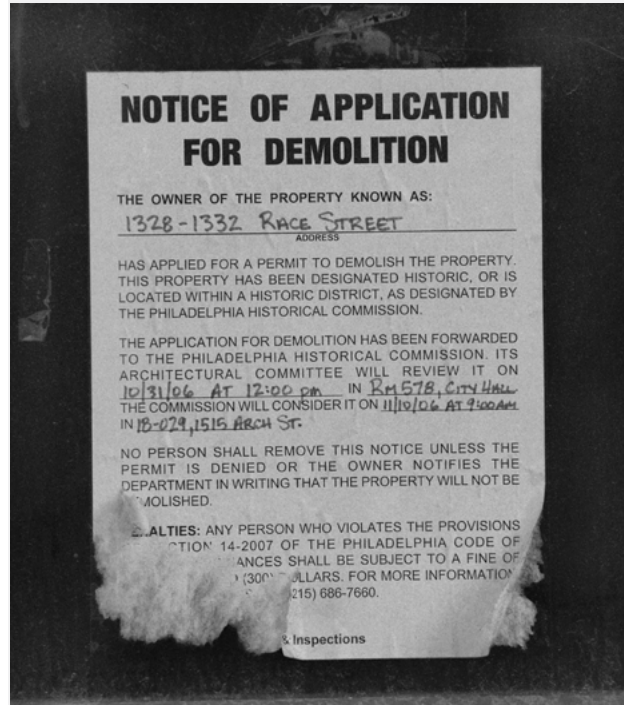 NOTICE OF APPLICATION
FOR DEMOLITION
THE OWNER OF THE PROPERTY KNOWN AS:
1328-1332 RACE STREET
ADDRESS
HAS APPLIED FOR A PERMIT TO DEMOLISH THE PROPERTY.
THIS PROPERTY HAS BEEN DESIGNATED HISTORIC, OR IS
LOCATED WITHIN A HISTORIC DISTRICT, AS DESIGNATED BY
THE PHILADELPHIA HISTORICAL COMMISSION.
THE APPLICATION FOR DEMOLITION HAS BEEN FORWARDED
TO THE PHILADELPHIA HISTORICAL COMMISSION. ITS
ARCHITECTURAL COMMITTEE WILL REVIEW IT ON
10/31/06 AT 12:00 pm IN RM 578, CITY HALL
THE COMMISSION WILL CONSIDER IT ON 11/10/06 AT 9:00 AM
IN 18-029, 1515 ARCH ST.
NO PERSON SHALL REMOVE THIS NOTICE UNLESS THE
PERMIT IS DENIED OR THE OWNER NOTIFIES THE
DEPARTMENT IN WRITING THAT THE PROPERTY WILL NOT BE
MOLISHED.
ALTIES: ANY PERSON WHO VIOLATES THE PROVISIONS
CTION 14-2007 OF THE PHILADELPHIA CODE OF
ANCES SHALL BE SUBJECT TO A FINE OF
(300) LLARS. FOR MORE INFORMATION
215) 686-7660.
& Inspections